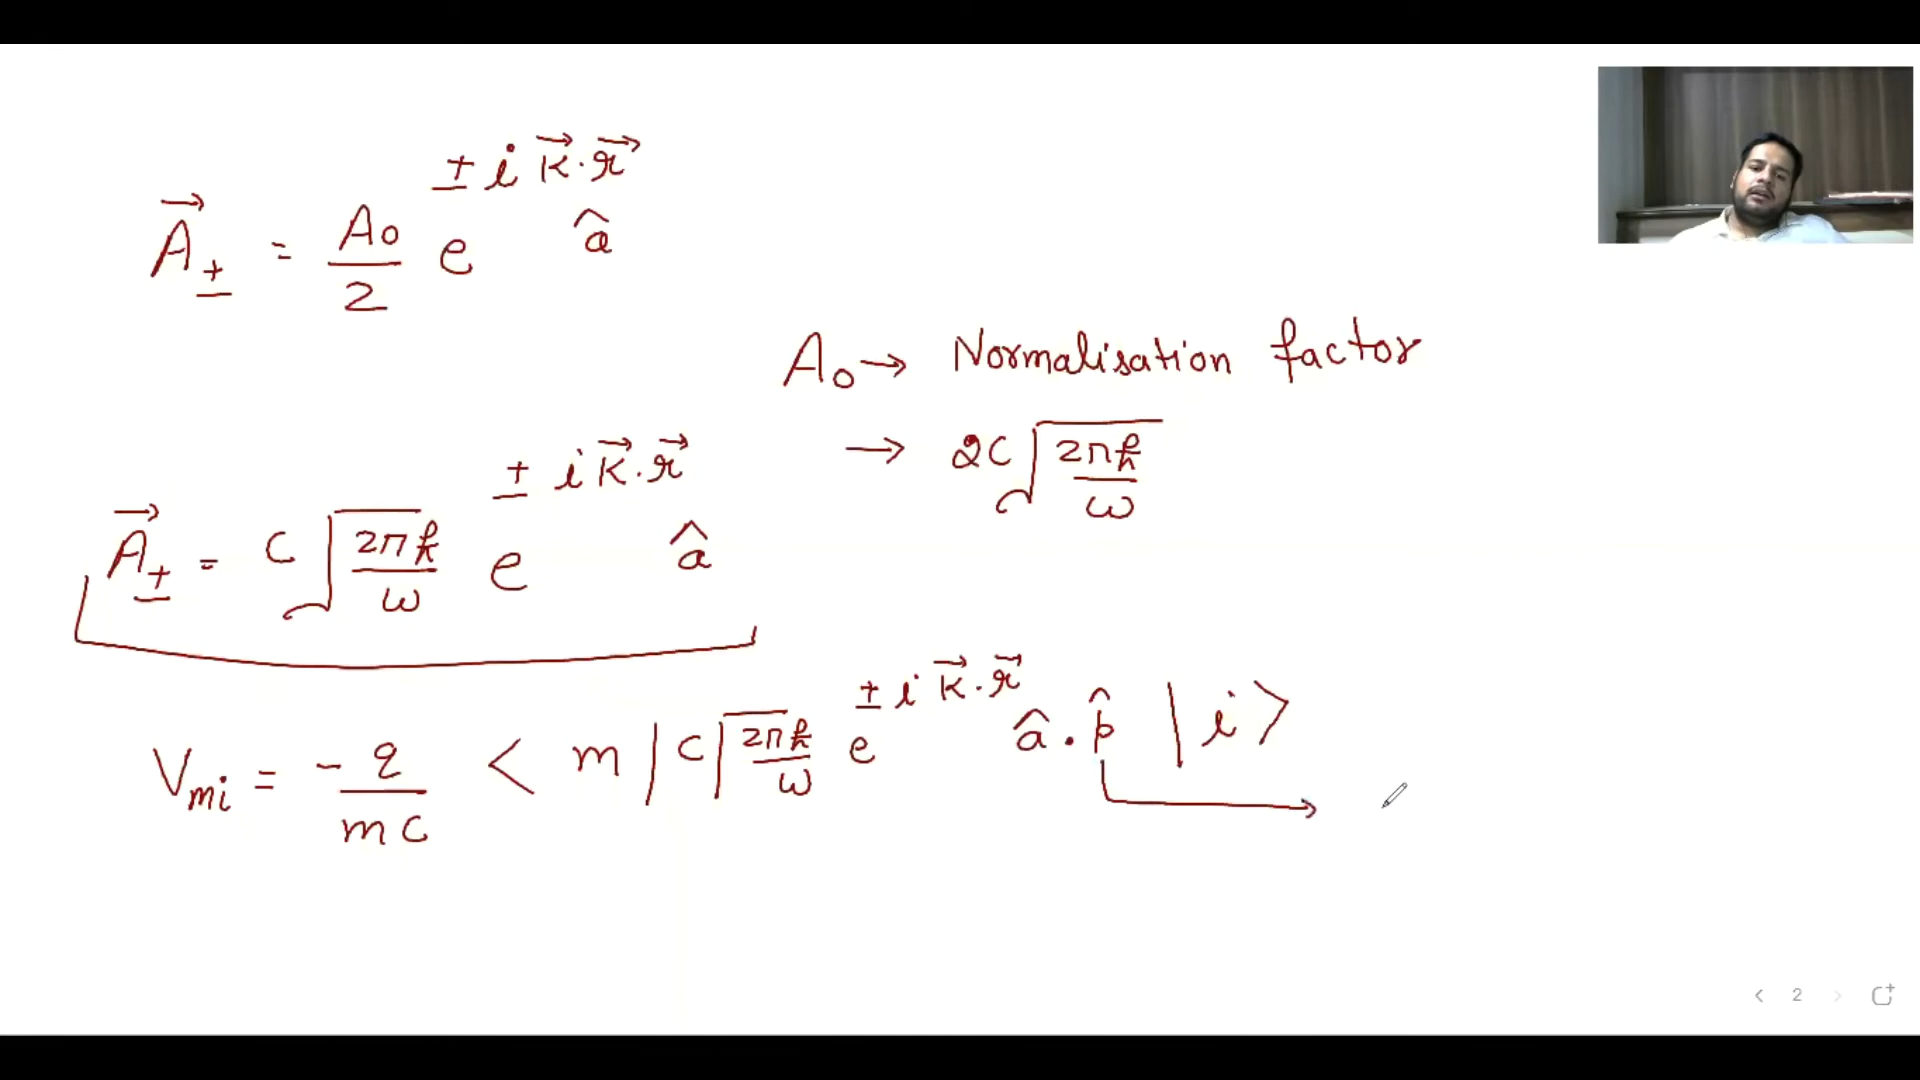 A⃗± = A₀/2 e^(±i k⃗·r⃗) â
A₀ → Normalisation factor
→ 2C √(2πℏ/ω)
A⃗± = C √(2πℏ/ω) e^(±i k⃗·r⃗) â
V_mi = -q/mc < m | C √(2πℏ/ω) e^(±i k⃗·r⃗) â · p̂ | i > →
< 2 >